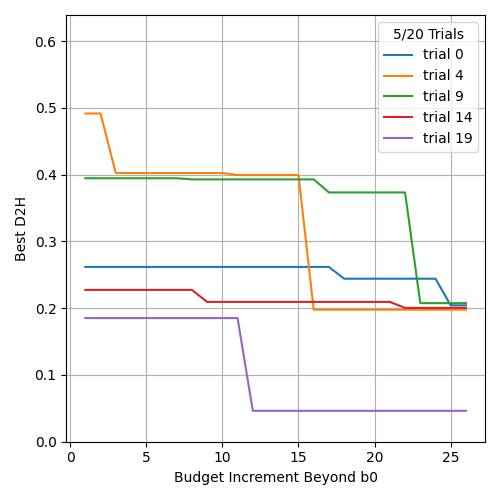 5/20 Trials
trial 0
trial 4
trial 9
trial 14
trial 19
Best D2H
0.6
0.5
0.4
0.3
0.2
0.1
0.0
0 5 10 15 20 25
Budget Increment Beyond b0